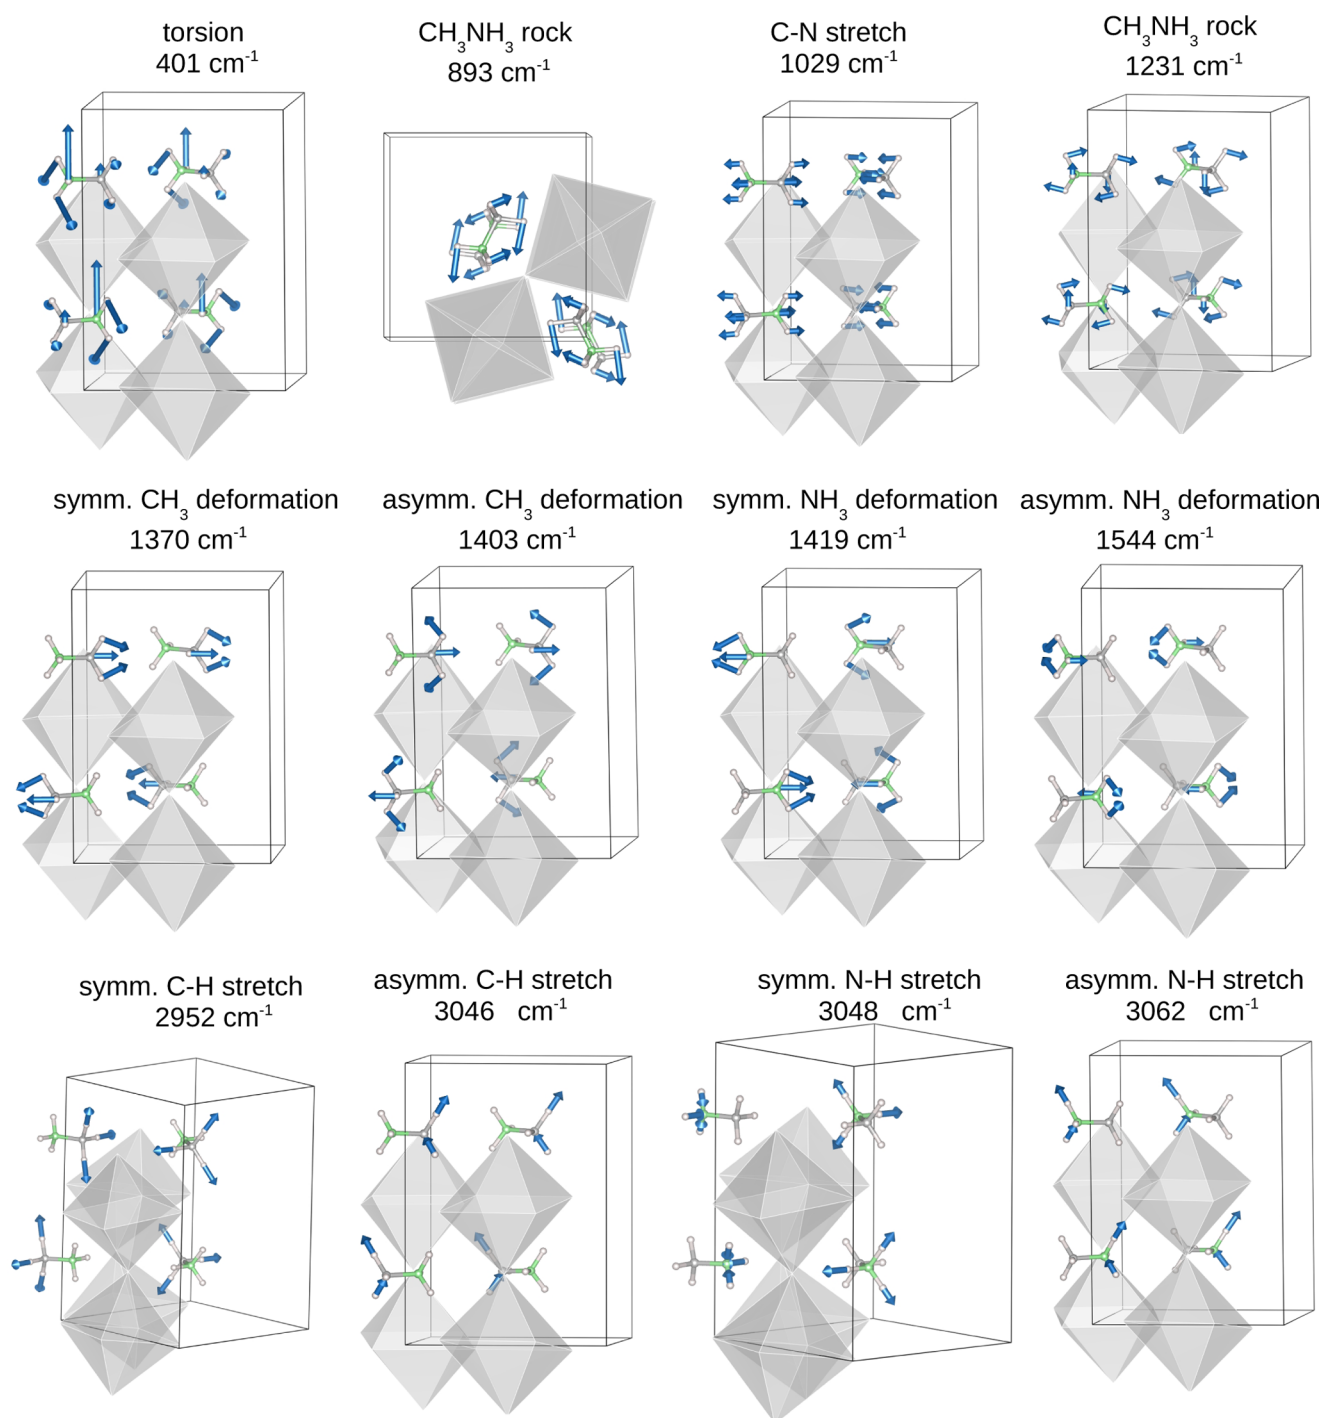 torsion
401 cm-1
CH3NH3 rock
893 cm-1
C-N stretch
1029 cm-1
CH3NH3 rock
1231 cm-1
symm. CH3 deformation
1370 cm-1
asymm. CH3 deformation
1403 cm-1
symm. NH3 deformation
1419 cm-1
asymm. NH3 deformation
1544 cm-1
symm. C-H stretch
2952 cm-1
asymm. C-H stretch
3046 cm-1
symm. N-H stretch
3048 cm-1
asymm. N-H stretch
3062 cm-1